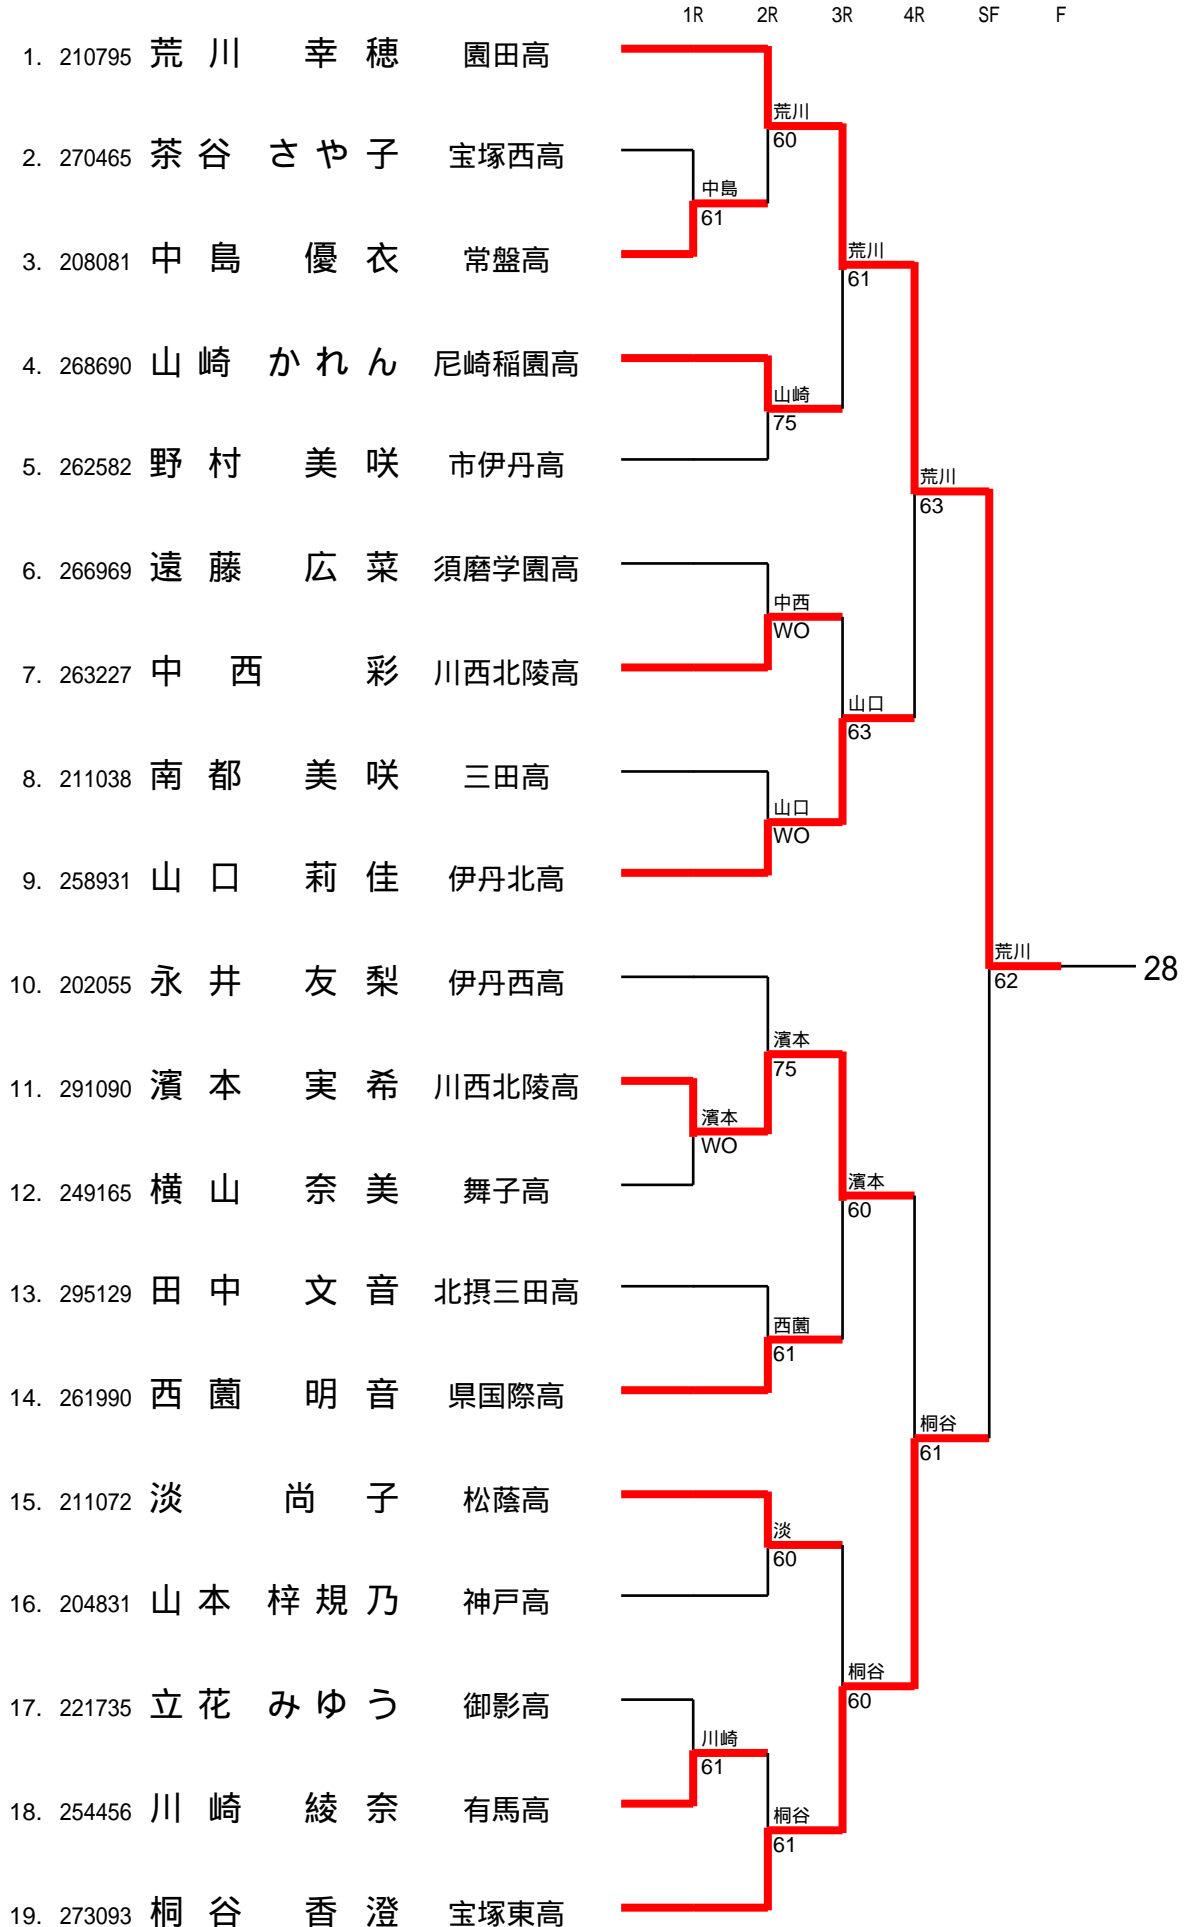 1R 2R 3R 4R SF F
1. 210795 荒川 幸穂 園田高
荒川
60
2. 270465 茶谷 さや子 宝塚西高
中島
61
3. 208081 中島 優衣 常盤高
荒川
61
4. 268690 山崎 かれん 尼崎稲園高
山崎
75
5. 262582 野村 美咲 市伊丹高
荒川
63
6. 266969 遠藤 広菜 須磨学園高
中西
WO
7. 263227 中西 彩 川西北陵高
山口
63
8. 211038 南都 美咲 三田高
山口
WO
9. 258931 山口 莉佳 伊丹北高
荒川
62
28
10. 202055 永井 友梨 伊丹西高
濱本
75
11. 291090 濱本 実希 川西北陵高
濱本
WO
12. 249165 横山 奈美 舞子高
濱本
60
13. 295129 田中 文音 北摂三田高
西薗
61
14. 261990 西薗 明音 県国際高
桐谷
61
15. 211072 淡 尚子 松蔭高
淡
60
16. 204831 山本 梓規乃 神戸高
桐谷
60
17. 221735 立花 みゆう 御影高
川崎
61
18. 254456 川崎 綾奈 有馬高
桐谷
61
19. 273093 桐谷 香澄 宝塚東高